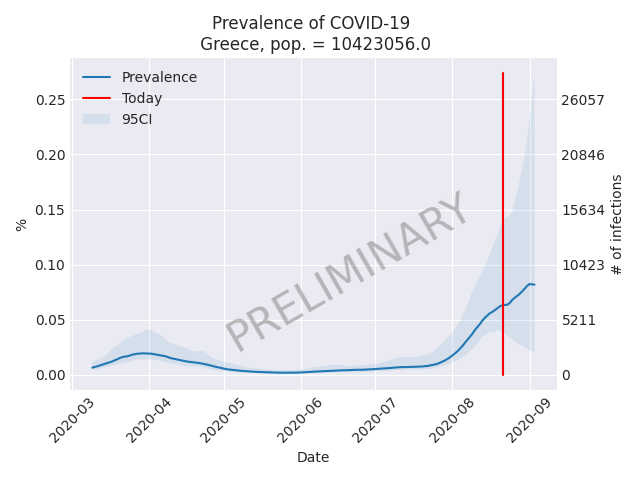 Prevalence of COVID-19
Greece, pop. = 10423056.0
Prevalence
Today
95CI
PRELIMINARY
%
0.25
0.20
0.15
0.10
0.05
0.00
26057
20846
15634
10423
5211
0
# of infections
2020-03
2020-04
2020-05
2020-06
2020-07
2020-08
2020-09
Date